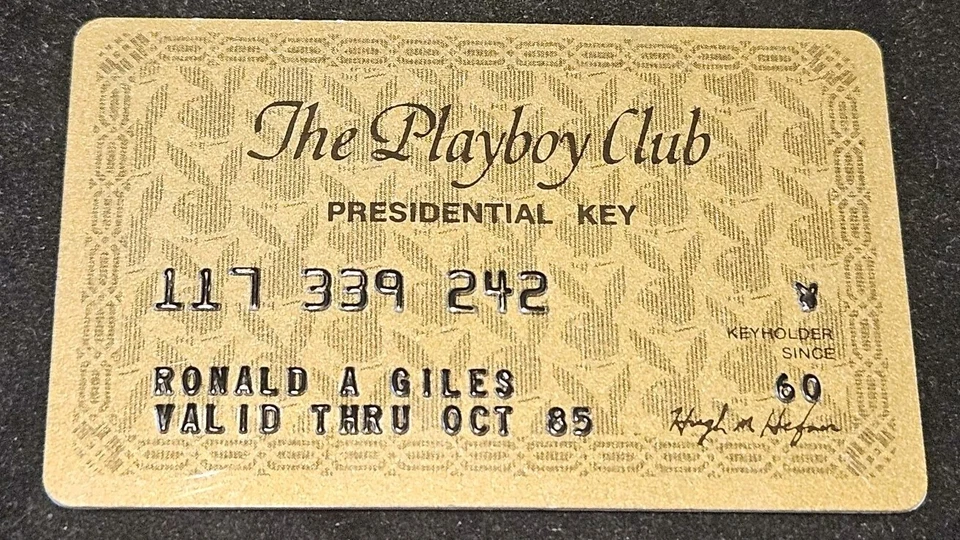 The Playboy Club
PRESIDENTIAL KEY
117 339 242
KEYHOLDER
SINCE
RONALD A GILES
60
VALID THRU OCT 85
Hugh M Hefner